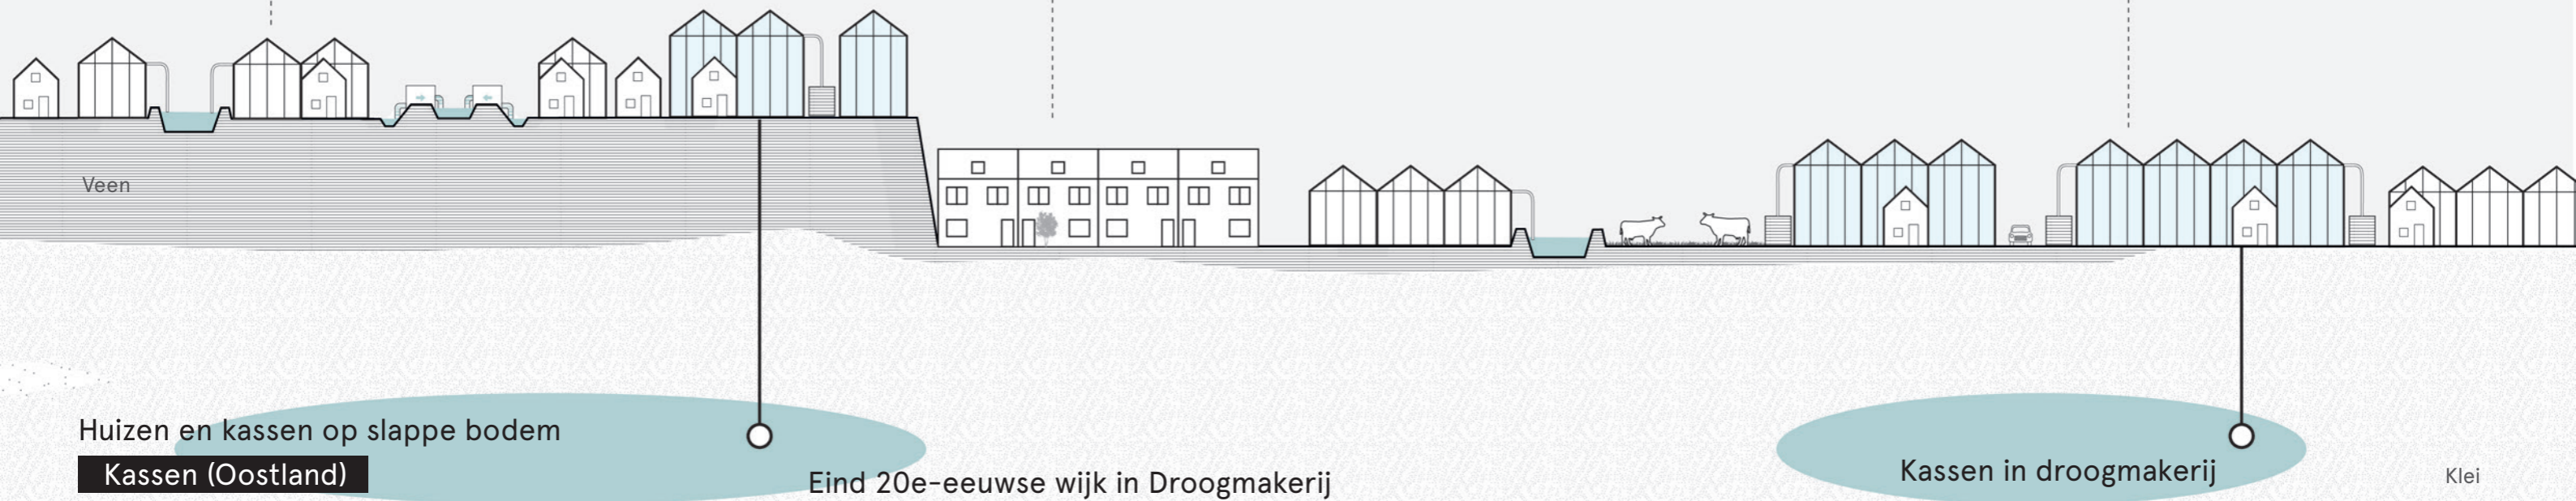 Veen
Huizen en kassen op slappe bodem
Kassen (Oostland)
Eind 20e-eeuwse wijk in Droogmakerij
Kassen in droogmakerij
Klei